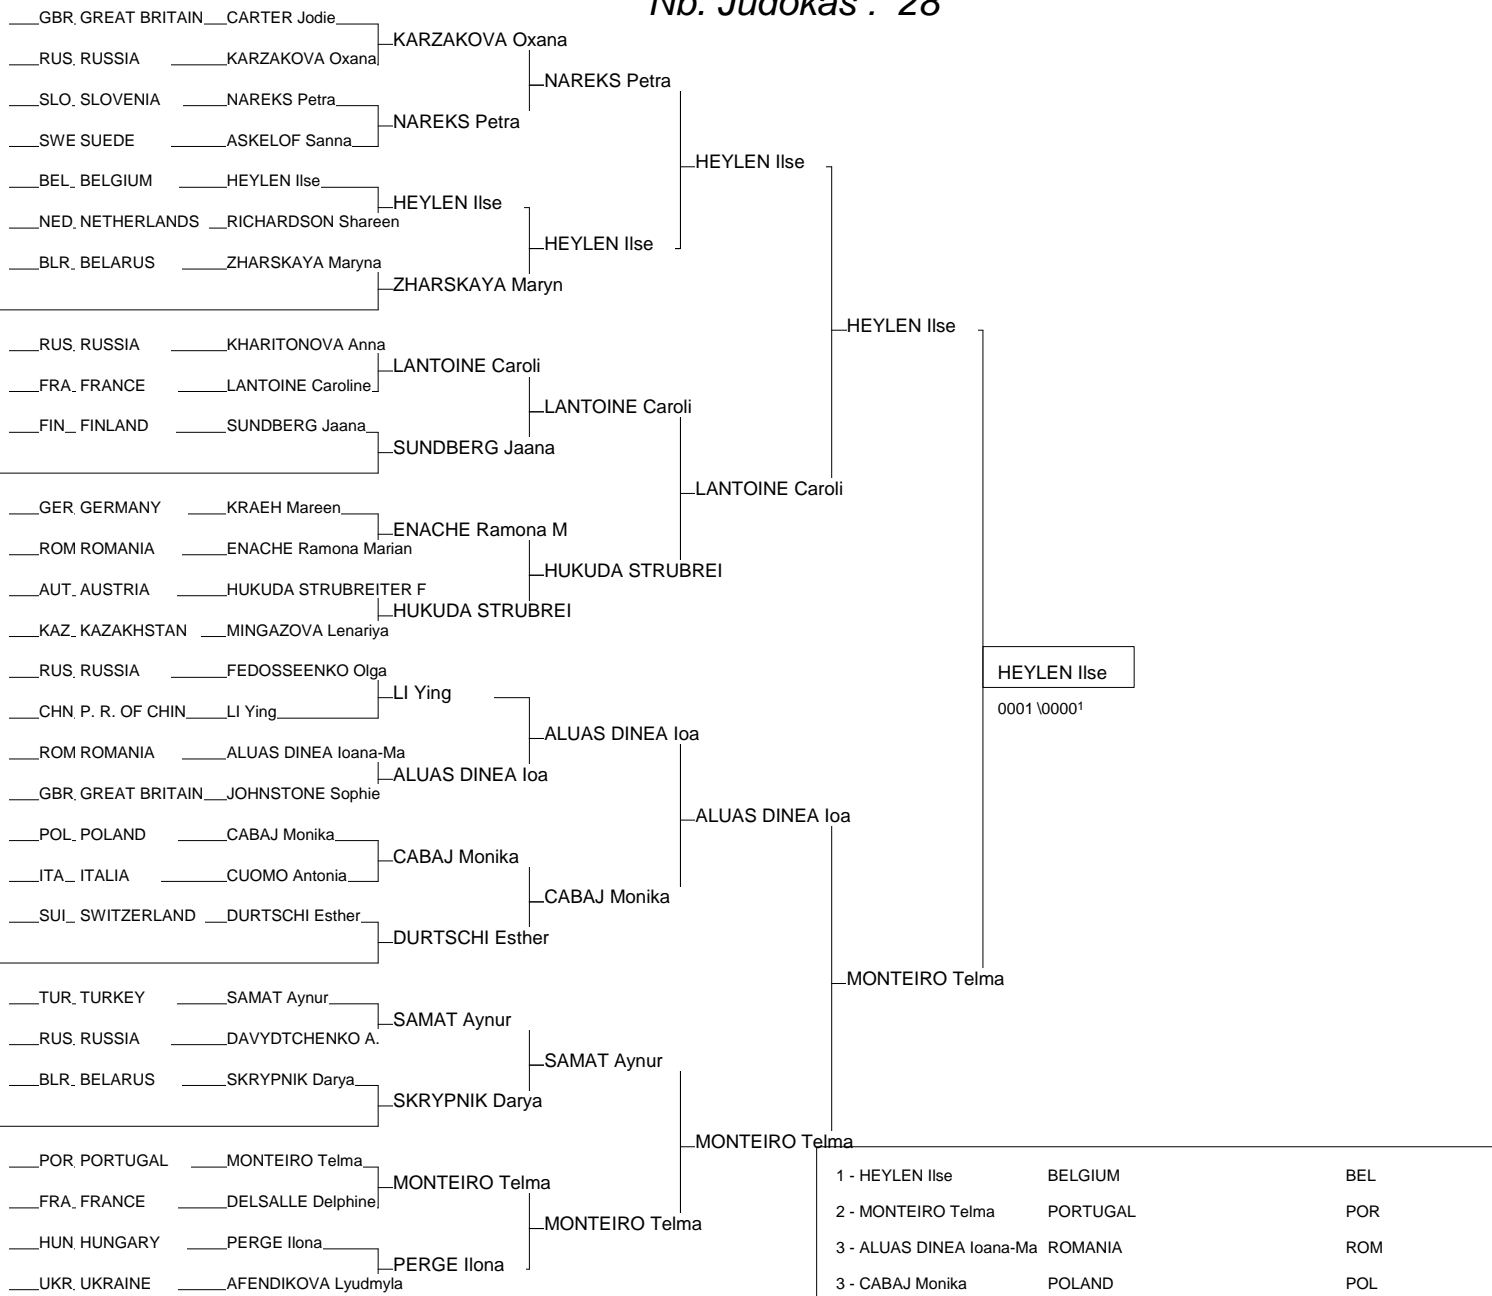 Nb. Judokas : 28
GBR GREAT BRITAIN CARTER Jodie
KARZAKOVA Oxana
RUS RUSSIA KARZAKOVA Oxana
NAREKS Petra
SLO SLOVENIA NAREKS Petra
NAREKS Petra
SWE SUEDE ASKELOF Sanna
HEYLEN Ilse
BEL BELGIUM HEYLEN Ilse
HEYLEN Ilse
NED NETHERLANDS RICHARDSON Shareen
HEYLEN Ilse
BLR BELARUS ZHARSKAYA Maryna
ZHARSKAYA Maryn
HEYLEN Ilse
RUS RUSSIA KHARITONOVA Anna
LANTOINE Caroli
FRA FRANCE LANTOINE Caroline
LANTOINE Caroli
FIN FINLAND SUNDBERG Jaana
SUNDBERG Jaana
LANTOINE Caroli
GER GERMANY KRAEH Mareen
ENACHE Ramona M
ROM ROMANIA ENACHE Ramona Marian
HUKUDA STRUBREI
AUT AUSTRIA HUKUDA STRUBREITER F
HUKUDA STRUBREI
KAZ KAZAKHSTAN MINGAZOVA Lenariya
RUS RUSSIA FEDOSSEENKO Olga
HEYLEN Ilse
LI Ying
0001 \0000¹
CHN P. R. OF CHIN LI Ying
ALUAS DINEA Ioa
ROM ROMANIA ALUAS DINEA Ioana-Ma
ALUAS DINEA Ioa
GBR GREAT BRITAIN JOHNSTONE Sophie
ALUAS DINEA Ioa
POL POLAND CABAJ Monika
CABAJ Monika
ITA ITALIA CUOMO Antonia
CABAJ Monika
SUI SWITZERLAND DURTSCHI Esther
DURTSCHI Esther
MONTEIRO Telma
TUR TURKEY SAMAT Aynur
SAMAT Aynur
RUS RUSSIA DAVYDTCHENKO A.
SAMAT Aynur
BLR BELARUS SKRYPNIK Darya
SKRYPNIK Darya
MONTEIRO Telma
POR PORTUGAL MONTEIRO Telma
MONTEIRO Telma
FRA FRANCE DELSALLE Delphine
MONTEIRO Telma
HUN HUNGARY PERGE Ilona
PERGE Ilona
UKR UKRAINE AFENDIKOVA Lyudmyla
1 - HEYLEN Ilse BELGIUM BEL
2 - MONTEIRO Telma PORTUGAL POR
3 - ALUAS DINEA Ioana-Ma ROMANIA ROM
3 - CABAJ Monika POLAND POL